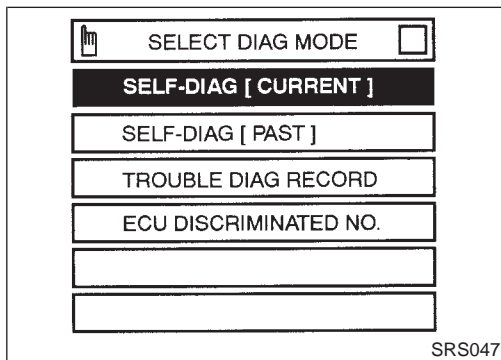 SELECT DIAG MODE
SELF-DIAG [ CURRENT ]
SELF-DIAG [ PAST ]
TROUBLE DIAG RECORD
ECU DISCRIMINATED NO.
SRS047